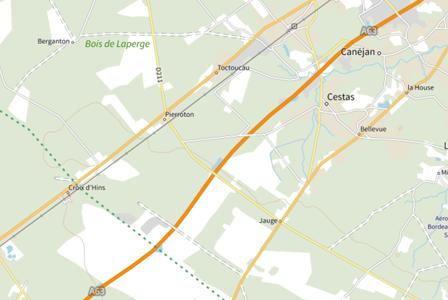 A63
Berganton
Bois de Laperge
Canéjan
Toctoucau
D211
la House
Cestas
Pierroton
Bellevue
Croix d'Hins
Jauge
A63